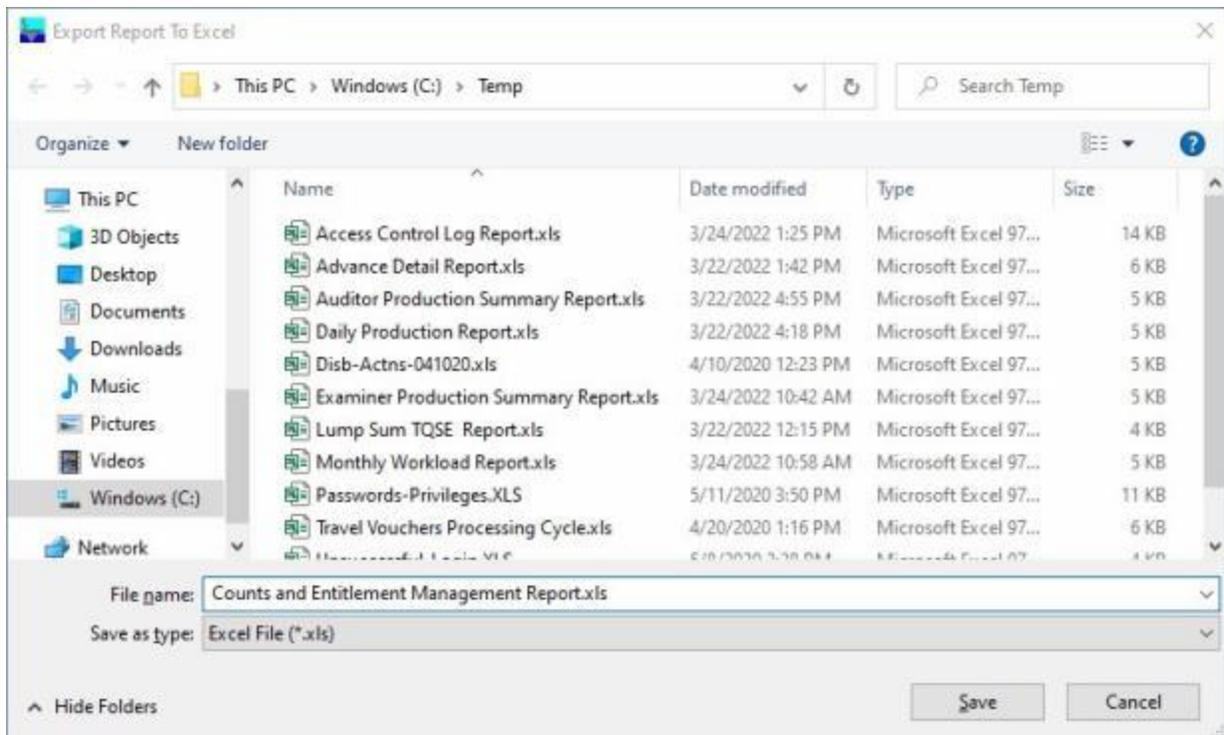 Export Report To Excel
This PC > Windows (C:) > Temp
Search Temp
Organize
New folder
Name Date modified Type Size
This PC
3D Objects
Desktop
Documents
Downloads
Music
Pictures
Videos
Windows (C:)
Network
Access Control Log Report.xls 3/24/2022 1:25 PM Microsoft Excel 97... 14 KB
Advance Detail Report.xls 3/22/2022 1:42 PM Microsoft Excel 97... 6 KB
Auditor Production Summary Report.xls 3/22/2022 4:55 PM Microsoft Excel 97... 5 KB
Daily Production Report.xls 3/22/2022 4:18 PM Microsoft Excel 97... 5 KB
Disb-Actns-041020.xls 4/10/2020 12:23 PM Microsoft Excel 97... 5 KB
Examiner Production Summary Report.xls 3/24/2022 10:42 AM Microsoft Excel 97... 5 KB
Lump Sum TQSE  Report.xls 3/22/2022 12:15 PM Microsoft Excel 97... 4 KB
Monthly Workload Report.xls 3/24/2022 10:58 AM Microsoft Excel 97... 5 KB
Passwords-Privileges.XLS 5/11/2020 3:50 PM Microsoft Excel 97... 11 KB
Travel Vouchers Processing Cycle.xls 4/20/2020 1:16 PM Microsoft Excel 97... 6 KB
File name: Counts and Entitlement Management Report.xls
Save as type: Excel File (*.xls)
Hide Folders
Save
Cancel